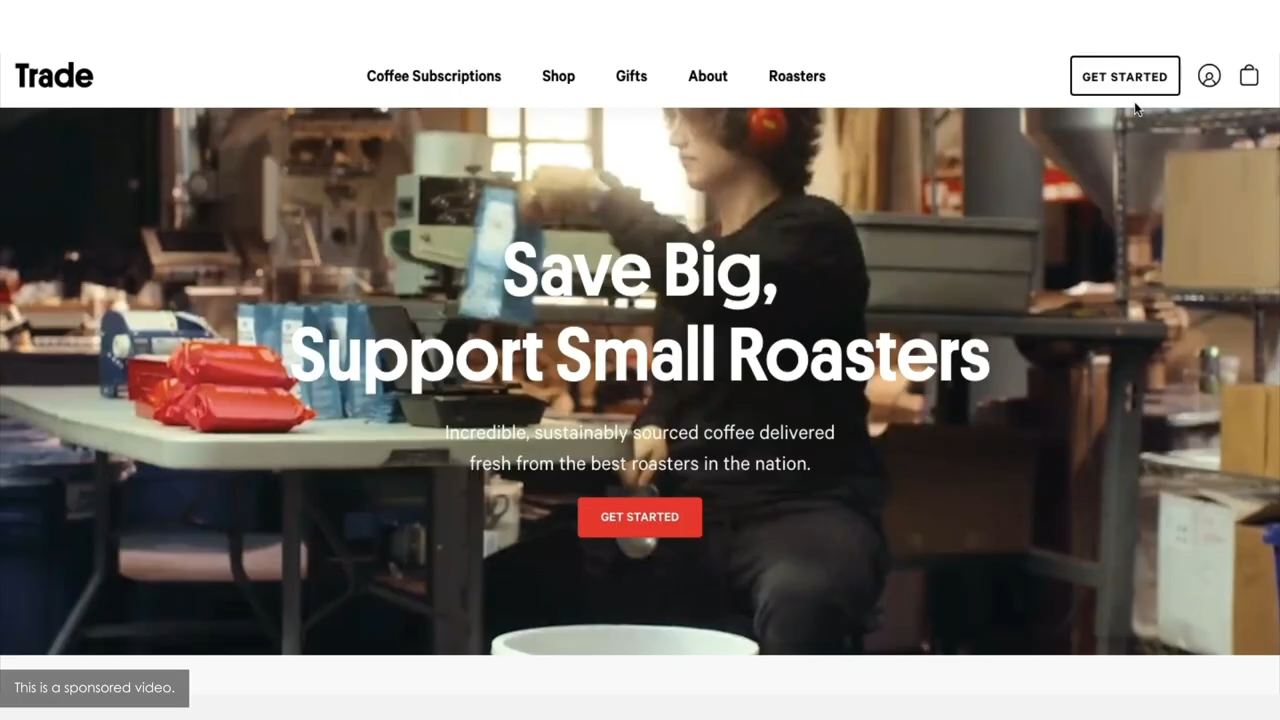 Trade
Coffee Subscriptions
Shop
Gifts
About
Roasters
GET STARTED
Save Big,
Support Small Roasters
Incredible, sustainably sourced coffee delivered
fresh from the best roasters in the nation.
GET STARTED
This is a sponsored video.